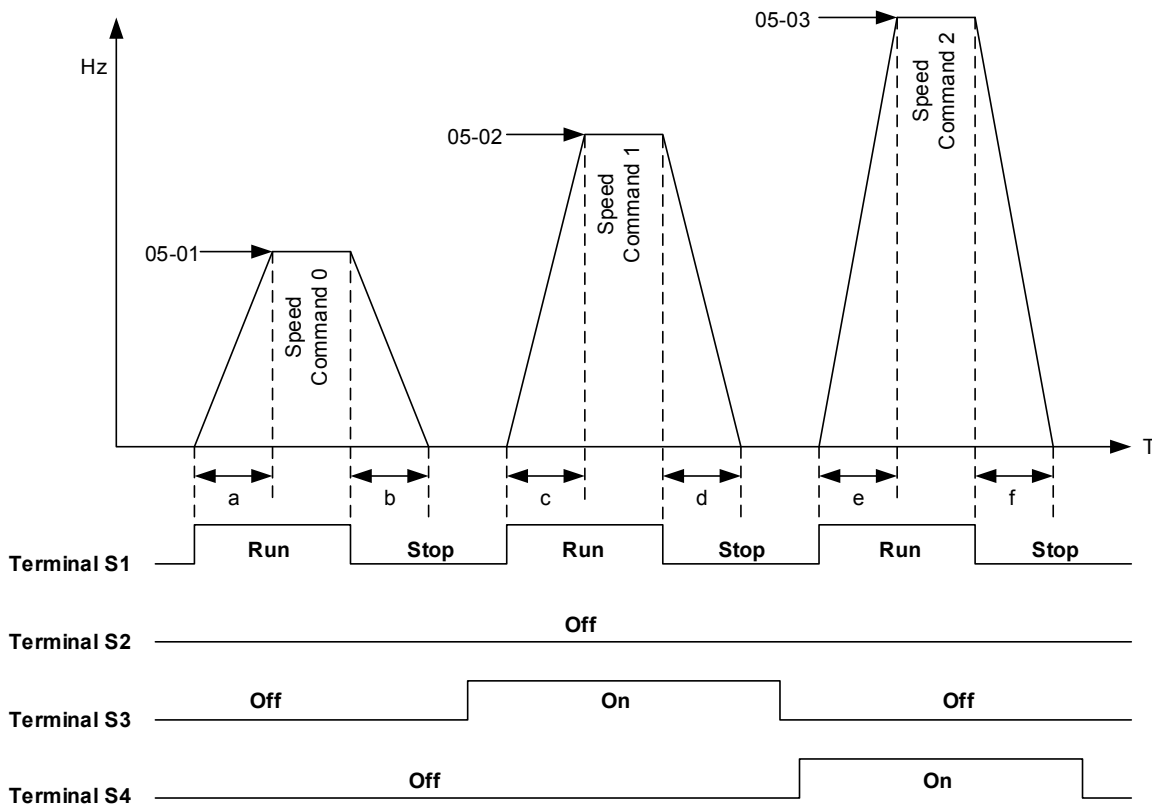 05-03
Speed
Command 2
Hz
05-02
Speed
Command 1
05-01
Speed
Command 0
T
a
b
c
d
e
f
Terminal S1
Run
Stop
Run
Stop
Run
Stop
Terminal S2
Off
Terminal S3
Off
On
Off
Terminal S4
Off
On